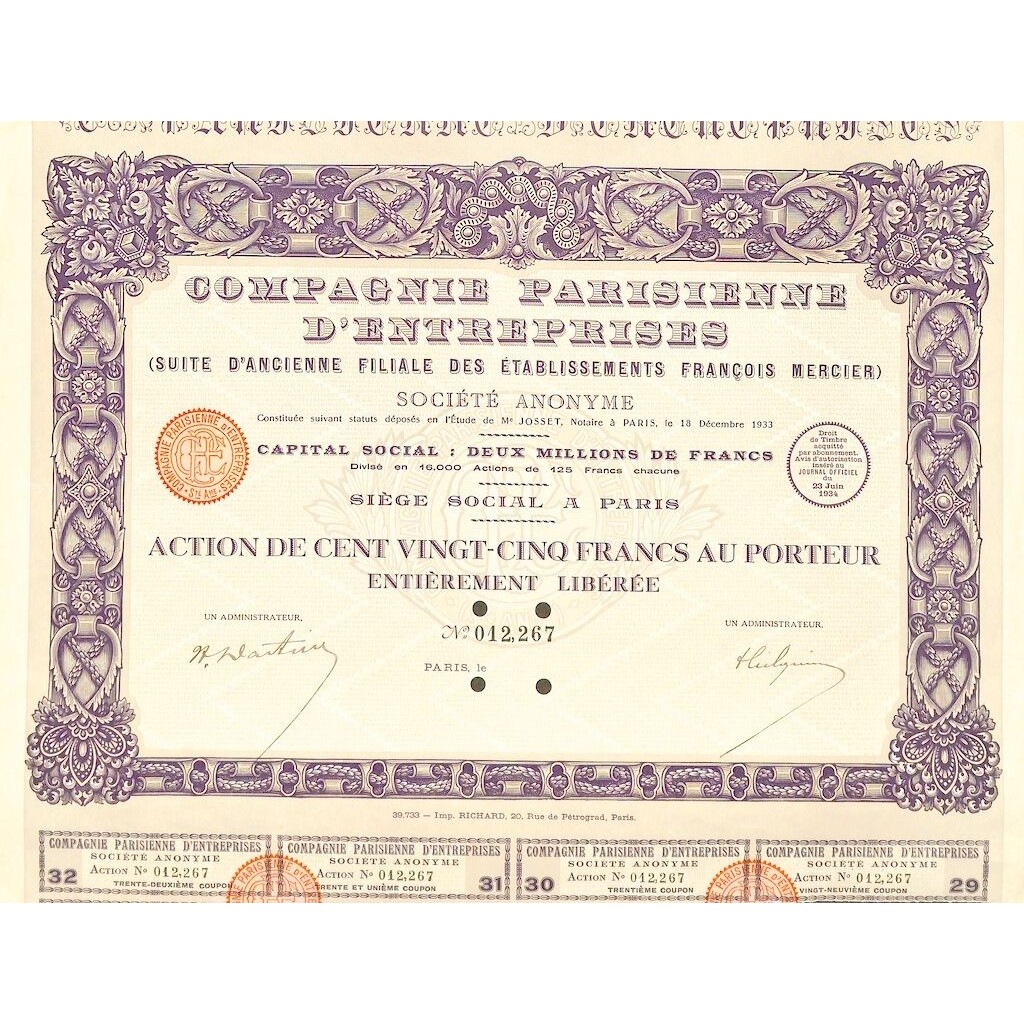 COMPAGNIE PARISIENNE
D'ENTREPRISES
(SUITE D'ANCIENNE FILIALE DES ÉTABLISSEMENTS FRANÇOIS MERCIER)
SOCIÉTÉ ANONYME
Constituée suivant statuts déposés en l'Étude de Me JOSSET, Notaire à PARIS, le 18 Décembre 1933
CAPITAL SOCIAL : DEUX MILLIONS DE FRANCS
Divisé en 16.000 Actions de 125 Francs chacune
SIÈGE SOCIAL A PARIS
COMPAGNIE PARISIENNE D'ENTREPRISES
Sté Ame
Droit
de Timbre
acquitté
par abonnement.
Avis d'autorisation
inséré au
JOURNAL OFFICIEL
du
23 Juin
1934
ACTION DE CENT VINGT-CINQ FRANCS AU PORTEUR
ENTIÈREMENT LIBÉRÉE
UN ADMINISTRATEUR,
No 012,267
UN ADMINISTRATEUR,
PARIS, le
39.733 — Imp. RICHARD, 20, Rue de Pétrograd, Paris.
COMPAGNIE PARISIENNE D'ENTREPRISES
SOCIÉTÉ ANONYME
ACTION No 012,267
32
TRENTE-DEUXIÈME COUPON
COMPAGNIE PARISIENNE D'ENTREPRISES
SOCIÉTÉ ANONYME
ACTION No 012,267
RENTE ET UNIÈME COUPON
31
COMPAGNIE PARISIENNE D'ENTREPRISES
SOCIÉTÉ ANONYME
ACTION No 012,267
30
TRENTIÈME COUPON
COMPAGNIE PARISIENNE D'ENTREPRISES
SOCIÉTÉ ANONYME
ACTION No 012,267
VINGT-NEUVIÈME COUPON
29